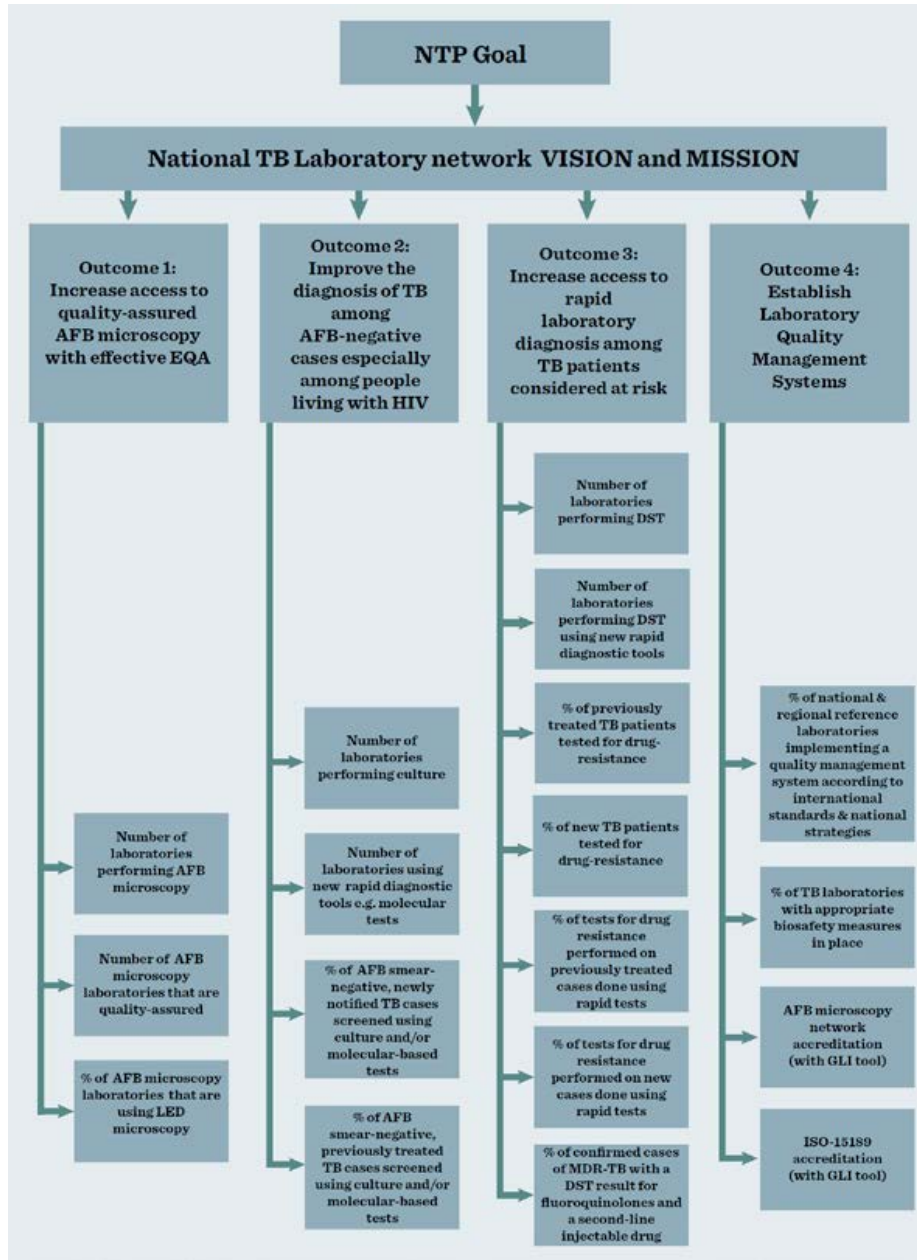 NTP Goal
National TB Laboratory network VISION and MISSION
Outcome 1:
Increase access to
quality-assured
AFB microscopy
with effective EQA
Number of
laboratories
performing AFB
microscopy
Number of AFB
microscopy
laboratories that are
quality-assured
% of AFB microscopy
laboratories that are
using LED
microscopy
Outcome 2:
Improve the
diagnosis of TB
among
AFB-negative
cases especially
among people
living with HIV
Number of
laboratories
performing culture
Number of
laboratories using
new rapid diagnostic
tools e.g. molecular
tests
% of AFB smear-
negative, newly
notified TB cases
screened using
culture and/or
molecular-based
tests
% of AFB
smear-negative,
previously treated
TB cases screened
using culture and/or
molecular-based
tests
Outcome 3:
Increase access to
rapid
laboratory
diagnosis among
TB patients
considered at risk
Number of
laboratories
performing DST
Number of
laboratories
performing DST
using new rapid
diagnostic tools
% of previously
treated TB patients
tested for drug-
resistance
% of new TB patients
tested for
drug-resistance
% of tests for drug
resistance
performed on
previously treated
cases done using
rapid tests
% of tests for drug
resistance
performed on new
cases done using
rapid tests
% of confirmed cases
of MDR-TB with a
DST result for
fluoroquinolones and
a second-line
injectable drug
Outcome 4:
Establish
Laboratory
Quality
Management
Systems
% of national &
regional reference
laboratories
implementing a
quality management
system according to
international
standards & national
strategies
% of TB laboratories
with appropriate
biosafety measures
in place
AFB microscopy
network
accreditation
(with GLI tool)
ISO-15189
accreditation
(with GLI tool)